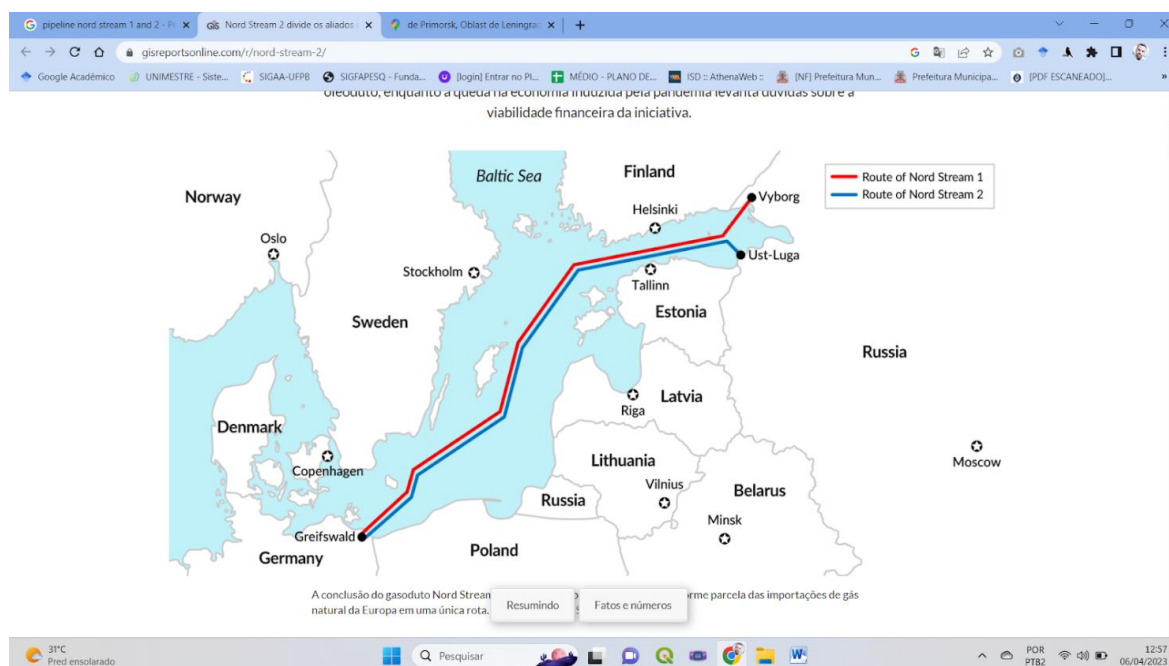 pipeline nord stream 1 and 2 - Pe
GIS Nord Stream 2 divide os aliados
de Primorsk, Oblast de Leningrad
gisreportsonline.com/r/nord-stream-2/
Google Acadêmico
UNIMESTRE - Siste...
SIGAA-UFPB
SIGFAPESQ - Funda...
[login] Entrar no Pl...
MÉDIO - PLANO DE...
ISD :: AthenaWeb ::
[NF] Prefeitura Mun...
Prefeitura Municipa...
[PDF ESCANEADO]...
»
oleoduto, enquanto a queda na economia induzida pela pandemia levanta dúvidas sobre a
viabilidade financeira da iniciativa.
Route of Nord Stream 1
Route of Nord Stream 2
Baltic Sea
Finland
Norway
Vyborg
Helsinki
Oslo
Ust-Luga
Stockholm
Tallinn
Estonia
Sweden
Russia
Latvia
Riga
Denmark
Moscow
Copenhagen
Lithuania
Vilnius
Belarus
Russia
Minsk
Greifswald
Poland
Germany
A conclusão do gasoduto Nord Stream
orme parcela das importações de gás
natural da Europa em uma única rota.
Resumindo
Fatos e números
31°C
Pred ensolarado
Pesquisar
POR
PTB2
12:57
06/04/2023